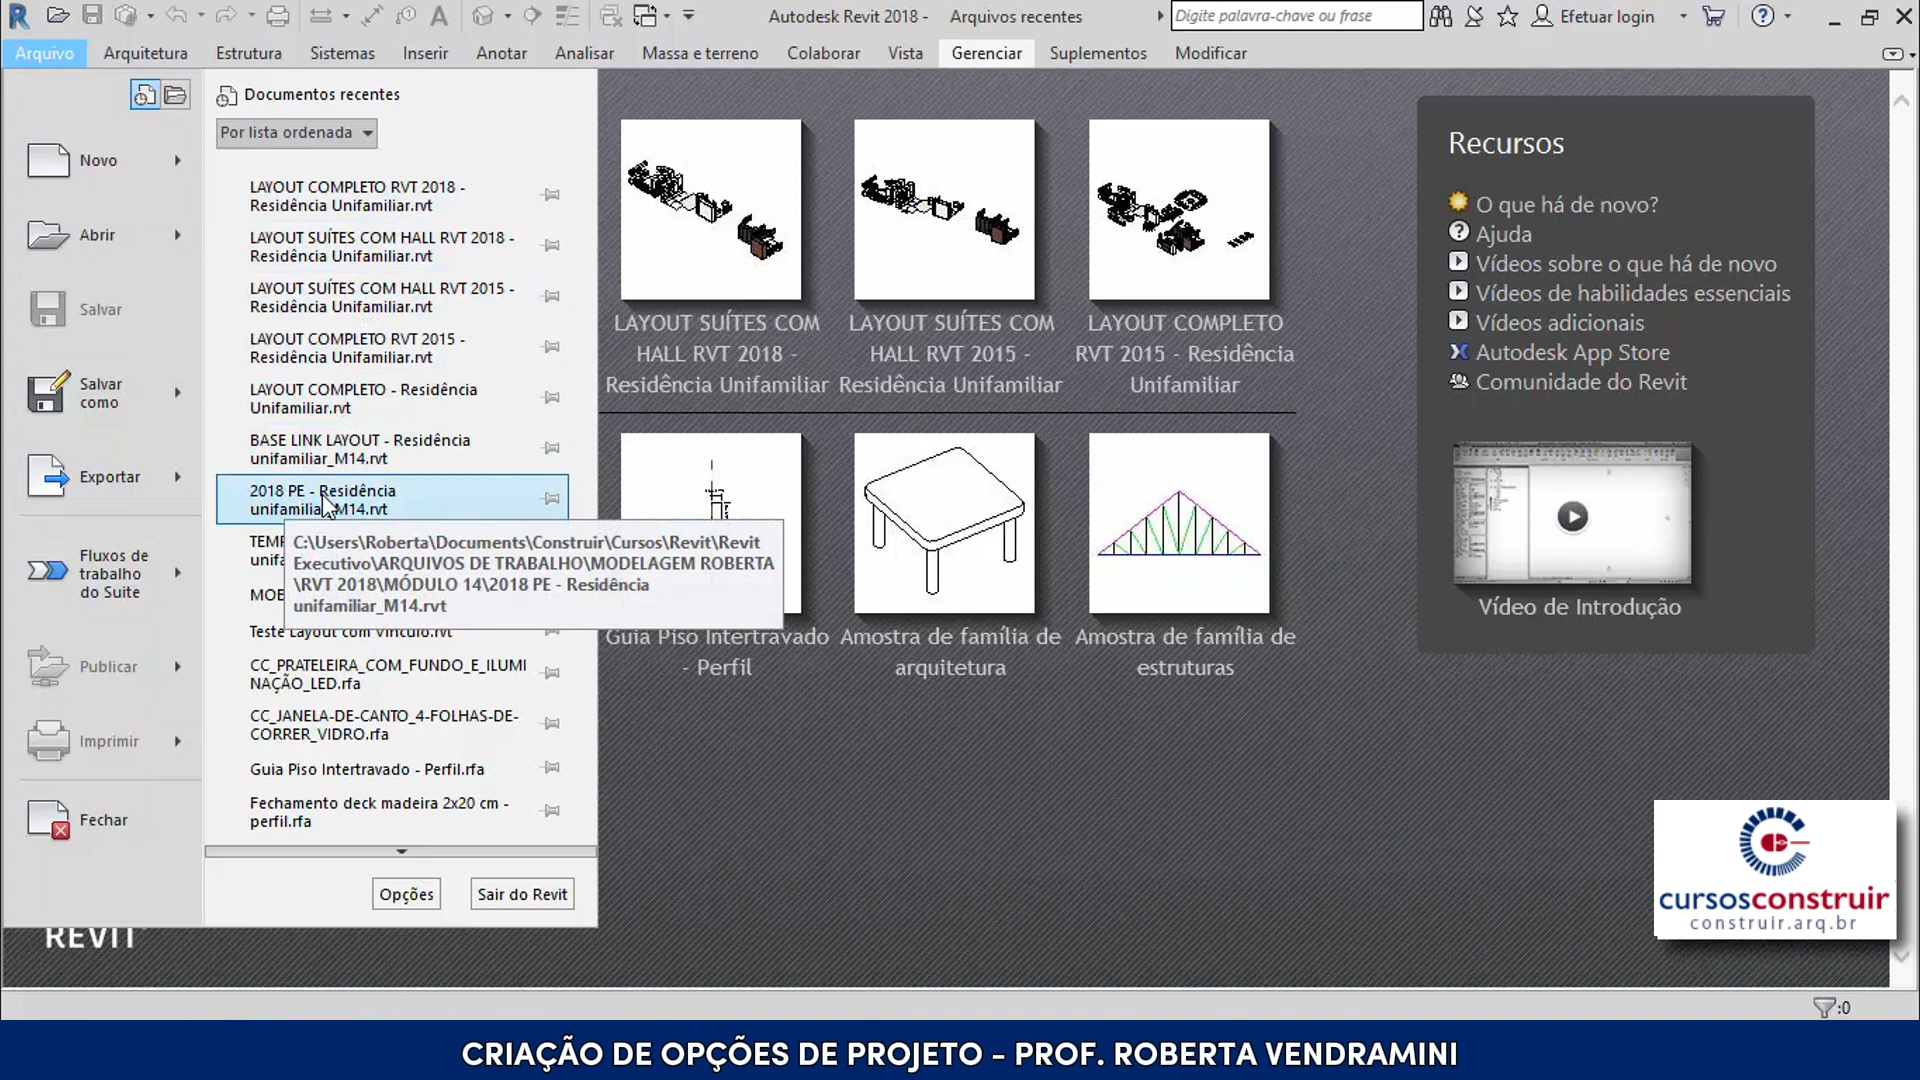 Autodesk Revit 2018 - Arquivos recentes
Digite palavra-chave ou frase
Efetuar login
Arquivo Arquitetura Estrutura Sistemas Inserir Anotar Analisar Massa e terreno Colaborar Vista Gerenciar Suplementos Modificar
Documentos recentes
Por lista ordenada
Novo
Abrir
Salvar
Salvar
como
Exportar
Fluxos de
trabalho
do Suite
Publicar
Imprimir
Fechar
LAYOUT COMPLETO RVT 2018 -
Residência Unifamiliar.rvt
LAYOUT SUÍTES COM HALL RVT 2018 -
Residência Unifamiliar.rvt
LAYOUT SUÍTES COM HALL RVT 2015 -
Residência Unifamiliar.rvt
LAYOUT COMPLETO RVT 2015 -
Residência Unifamiliar.rvt
LAYOUT COMPLETO - Residência
Unifamiliar.rvt
BASE LINK LAYOUT - Residência
unifamiliar_M14.rvt
2018 PE - Residência
unifamiliar_M14.rvt
C:\Users\Roberta\Documents\Construir\Cursos\Revit\Revit
Executivo\ARQUIVOS DE TRABALHO\MODELAGEM ROBERTA
\RVT 2018\MÓDULO 14\2018 PE - Residência
unifamiliar_M14.rvt
Teste Layout com vinculo.rvt
CC_PRATELEIRA_COM_FUNDO_E_ILUMI
NAÇÃO_LED.rfa
CC_JANELA-DE-CANTO_4-FOLHAS-DE-
CORRER_VIDRO.rfa
Guia Piso Intertravado - Perfil.rfa
Fechamento deck madeira 2x20 cm -
perfil.rfa
Opções
Sair do Revit
REVIT
LAYOUT SUÍTES COM
HALL RVT 2018 -
Residência Unifamiliar
LAYOUT SUÍTES COM
HALL RVT 2015 -
Residência Unifamiliar
LAYOUT COMPLETO
RVT 2015 - Residência
Unifamiliar
Guia Piso Intertravado
- Perfil
Amostra de família de
arquitetura
Amostra de família de
estruturas
Recursos
O que há de novo?
Ajuda
Vídeos sobre o que há de novo
Vídeos de habilidades essenciais
Vídeos adicionais
Autodesk App Store
Comunidade do Revit
Vídeo de Introdução
cursosconstruir
construir.arq.br
:0
CRIAÇÃO DE OPÇÕES DE PROJETO - PROF. ROBERTA VENDRAMINI